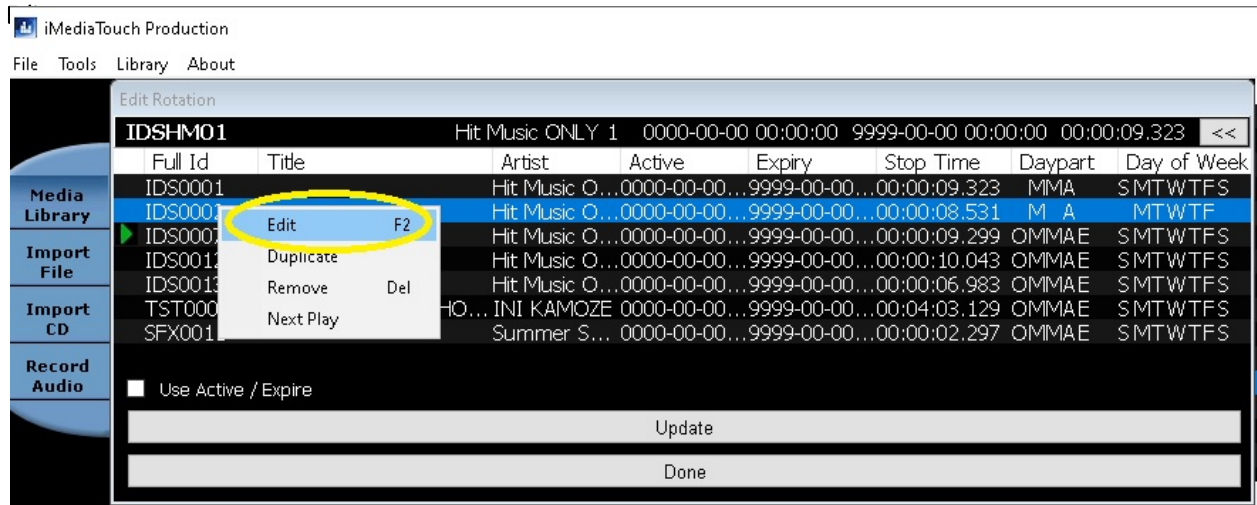 iMediaTouch Production
File Tools Library About
Edit Rotation
IDSHM01 Hit Music ONLY 1 0000-00-00 00:00:00 9999-00-00 00:00:00 00:00:09.323 <<
Full Id Title Artist Active Expiry Stop Time Daypart Day of Week
IDS0001 Hit Music O... 0000-00-00... 9999-00-00... 00:00:09.323 MMA SMTWTFS
Hit Music O... 0000-00-00... 9999-00-00... 00:00:08.531 M A MTWTF
Hit Music O... 0000-00-00... 9999-00-00... 00:00:09.299 OMMAE SMTWTFS
IDS0012 Hit Music O... 0000-00-00... 9999-00-00... 00:00:10.043 OMMAE SMTWTFS
IDS0013 Hit Music O... 0000-00-00... 9999-00-00... 00:00:06.983 OMMAE SMTWTFS
TST000 HO... INI KAMOZE 0000-00-00... 9999-00-00... 00:04:03.129 OMMAE SMTWTFS
Summer S... 0000-00-00... 9999-00-00... 00:00:02.297 OMMAE SMTWTFS
Edit F2
Duplicate
Remove Del
Next Play
Media
Library
Import
File
Import
CD
Record
Audio
Use Active / Expire
Update
Done